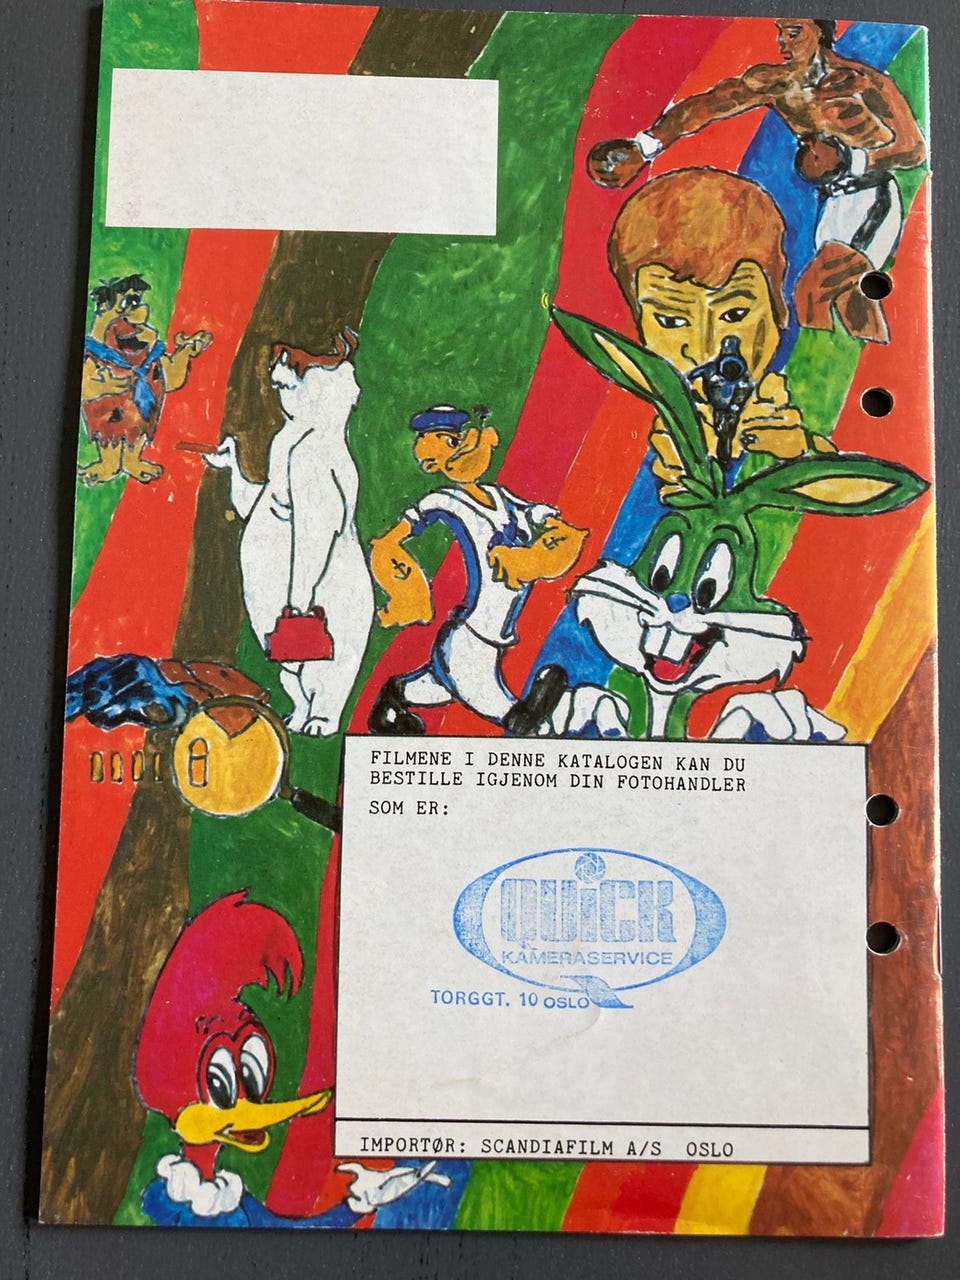 FILMENE I DENNE KATALOGEN KAN DU
BESTILLE IGJENOM DIN FOTOHANDLER
SOM ER:
QUiCK
KAMERASERVICE
TORGGT. 10 OSLO
IMPORTØR: SCANDIAFILM A/S OSLO